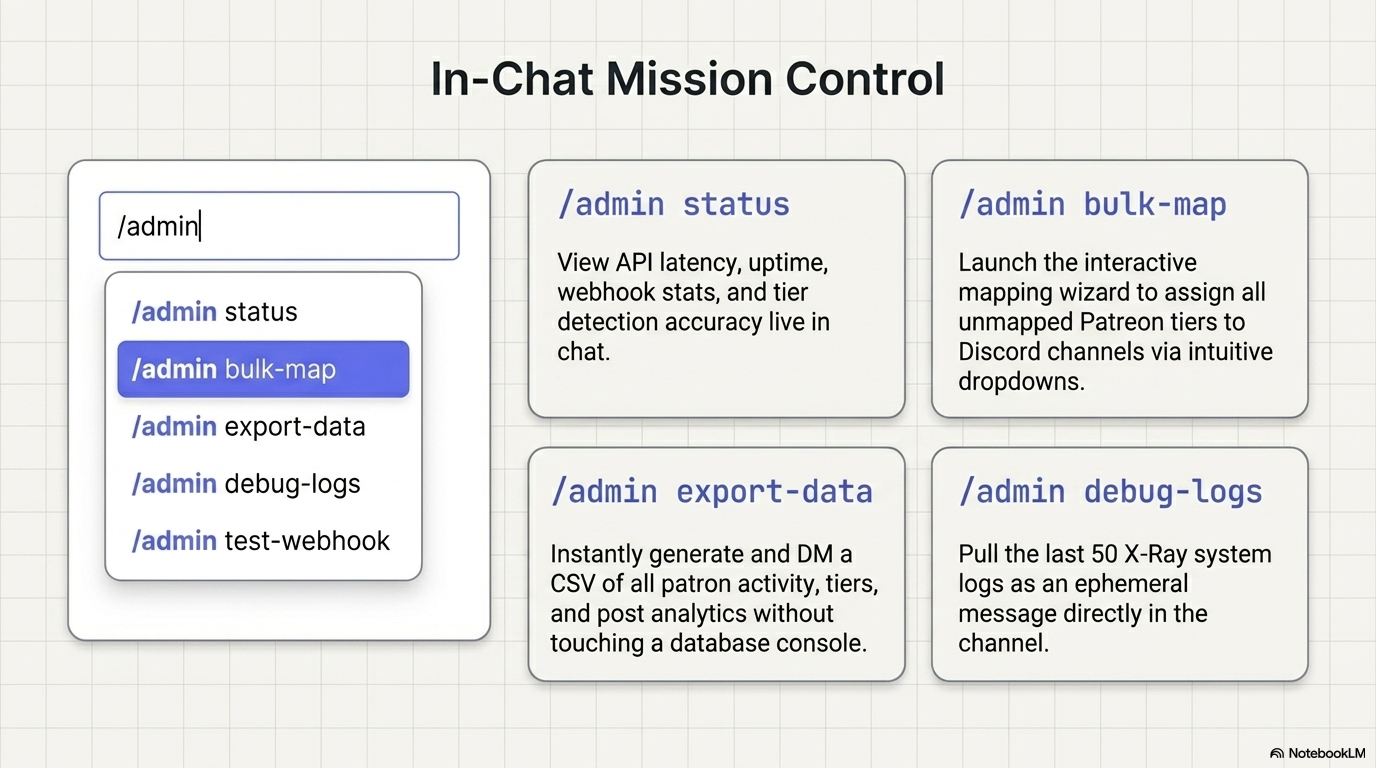 In-Chat Mission Control
/admin
/admin status
/admin bulk-map
/admin export-data
/admin debug-logs
/admin test-webhook
/admin status
View API latency, uptime,
webhook stats, and tier
detection accuracy live in
chat.
/admin bulk-map
Launch the interactive
mapping wizard to assign all
unmapped Patreon tiers to
Discord channels via intuitive
dropdowns.
/admin export-data
Instantly generate and DM a
CSV of all patron activity, tiers,
and post analytics without
touching a database console.
/admin debug-logs
Pull the last 50 X-Ray system
logs as an ephemeral
message directly in the
channel.
NotebookLM